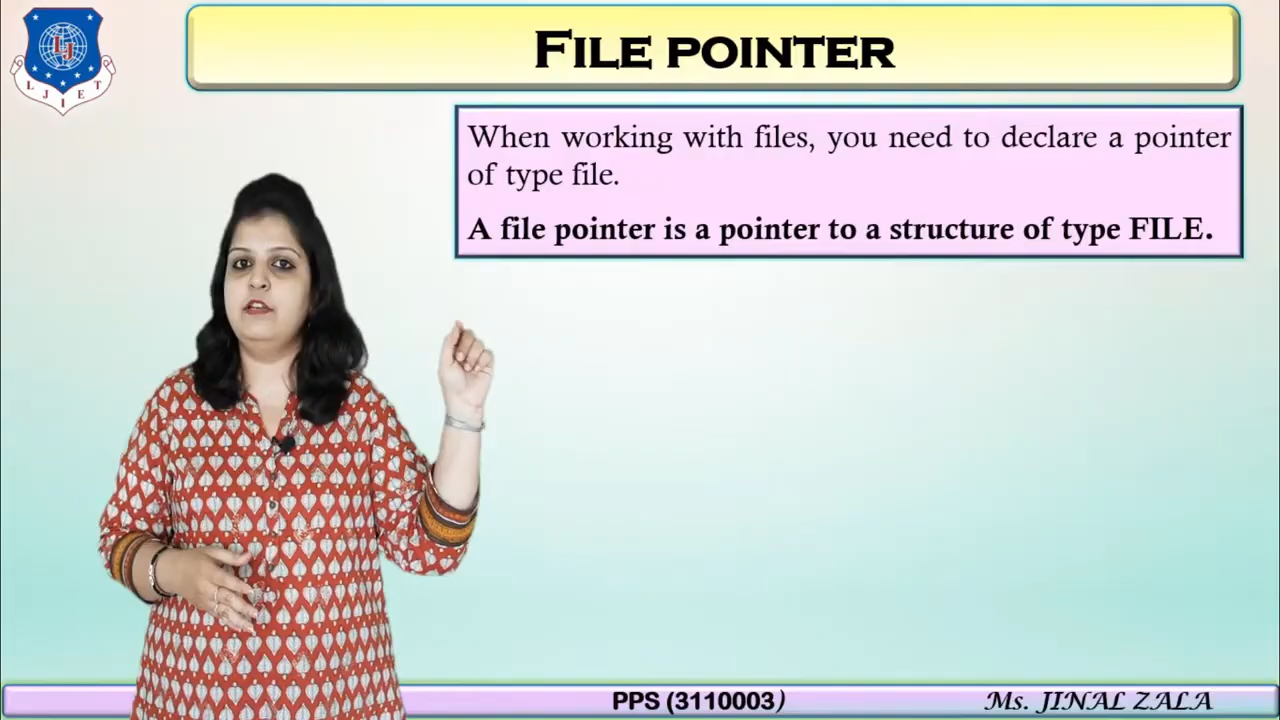 FILE POINTER
L J I E T
LJ
When working with files, you need to declare a pointer
of type file.
A file pointer is a pointer to a structure of type FILE.
PPS (3110003)
Ms. JINAL ZALA